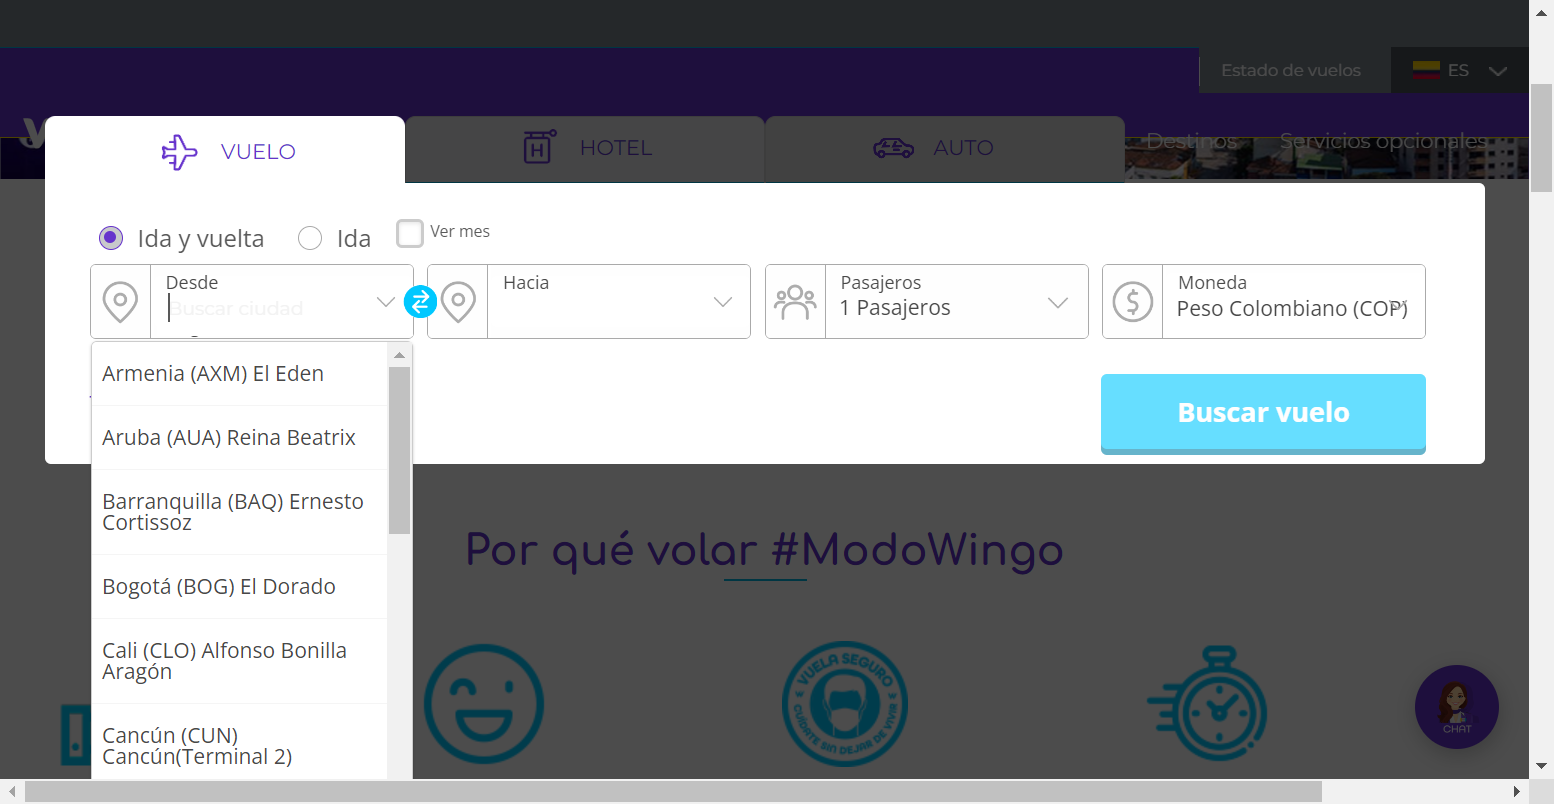 Estado de vuelos
ES
VUELO
HOTEL
AUTO
Destinos
Servicios opcionales
Ida y vuelta
Ida
Ver mes
Desde
Buscar ciudad
Hacia
Pasajeros
1 Pasajeros
Moneda
Peso Colombiano (COP)
Armenia (AXM) El Eden
Aruba (AUA) Reina Beatrix
Barranquilla (BAQ) Ernesto
Cortissoz
Bogotá (BOG) El Dorado
Cali (CLO) Alfonso Bonilla
Aragón
Cancún (CUN)
Cancún(Terminal 2)
Buscar vuelo
Por qué volar #ModoWingo
VUELA SEGURO
CUÍDATE SIN DEJAR DE VIVIR
CHAT